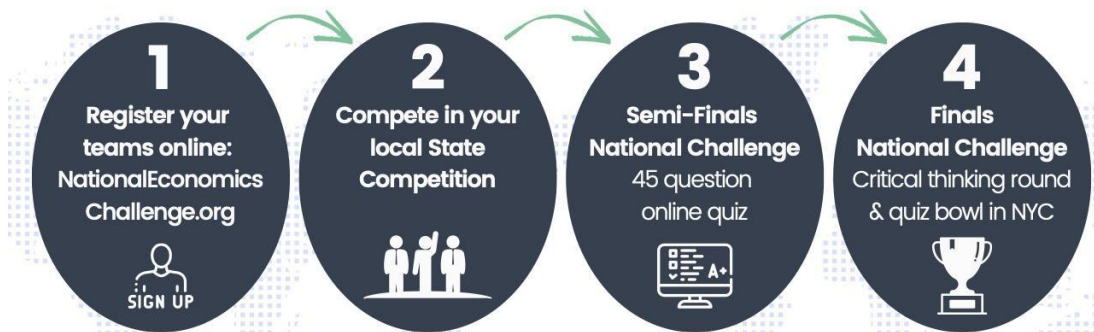 1
Register your
teams online:
NationalEconomics
Challenge.org
SIGN UP
2
Compete in your
local State
Competition
3
Semi-Finals
National Challenge
45 question
online quiz
A+
4
Finals
National Challenge
Critical thinking round
& quiz bowl in NYC